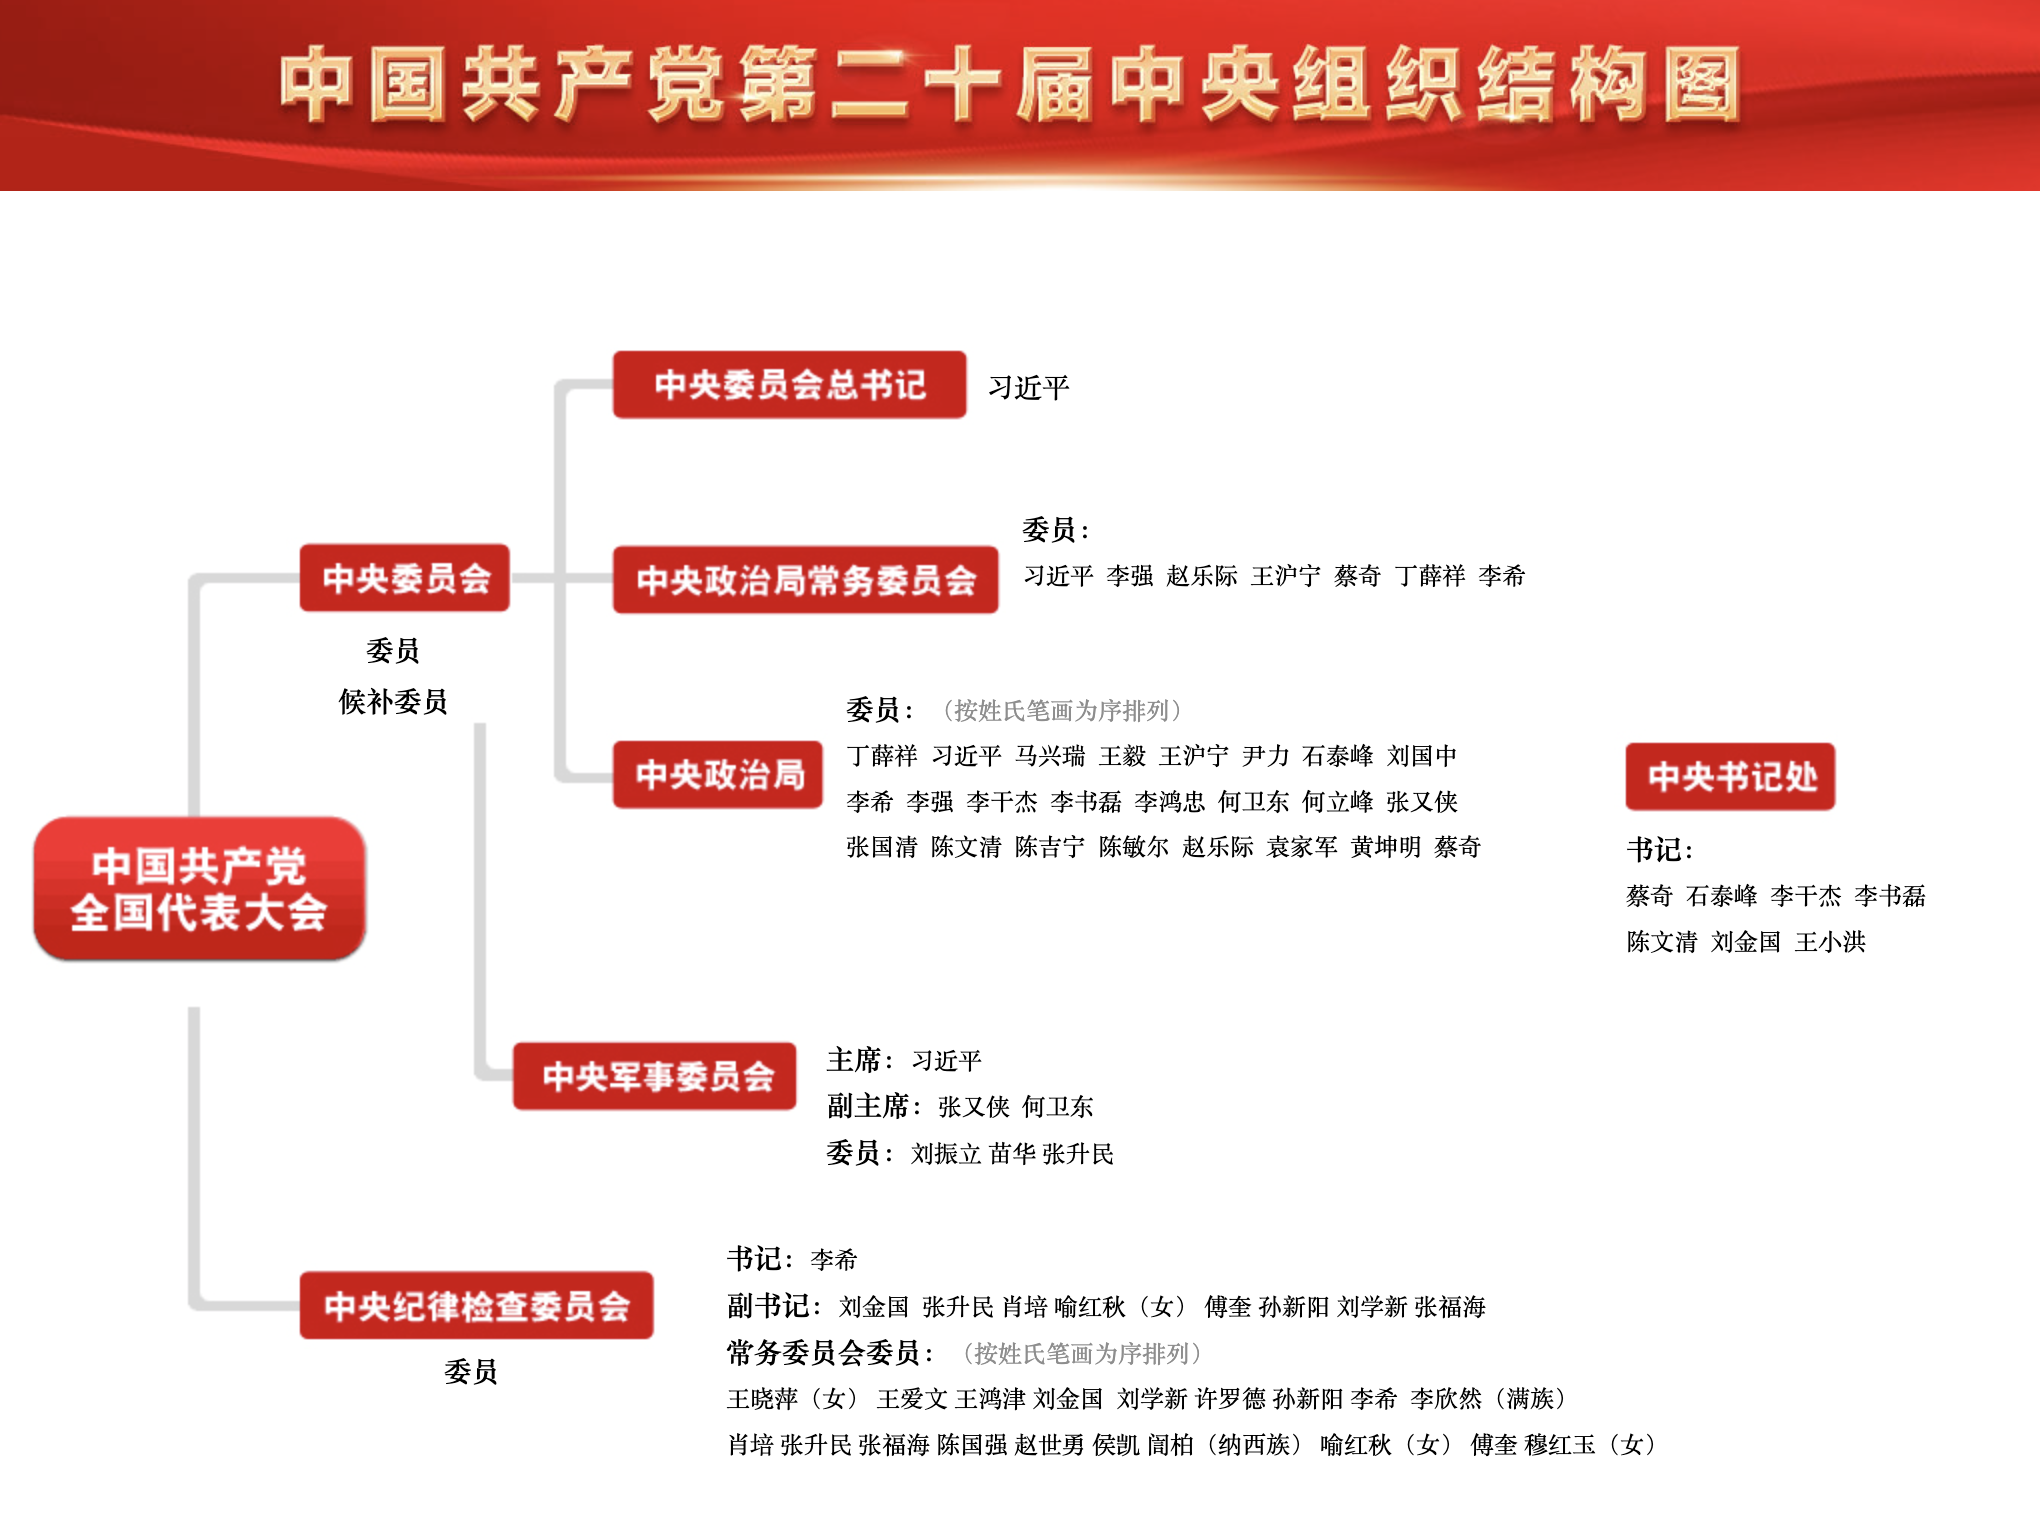 中国共产党第二十届中央组织结构图
中央委员会总书记
习近平
中央委员会
委员
候补委员
中央政治局常务委员会
委员：
习近平 李强 赵乐际 王沪宁 蔡奇 丁薛祥 李希
中央政治局
委员：（按姓氏笔画为序排列）
丁薛祥 习近平 马兴瑞 王毅 王沪宁 尹力 石泰峰 刘国中
李希 李强 李干杰 李书磊 李鸿忠 何卫东 何立峰 张又侠
张国清 陈文清 陈吉宁 陈敏尔 赵乐际 袁家军 黄坤明 蔡奇
中央书记处
书记：
蔡奇 石泰峰 李干杰 李书磊
陈文清 刘金国 王小洪
中国共产党
全国代表大会
中央军事委员会
主席：习近平
副主席：张又侠 何卫东
委员：刘振立 苗华 张升民
中央纪律检查委员会
委员
书记：李希
副书记：刘金国 张升民 肖培 喻红秋（女） 傅奎 孙新阳 刘学新 张福海
常务委员会委员：（按姓氏笔画为序排列）
王晓萍（女） 王爱文 王鸿津 刘金国 刘学新 许罗德 孙新阳 李希 李欣然（满族）
肖培 张升民 张福海 陈国强 赵世勇 侯凯 訚柏（纳西族） 喻红秋（女） 傅奎 穆红玉（女）